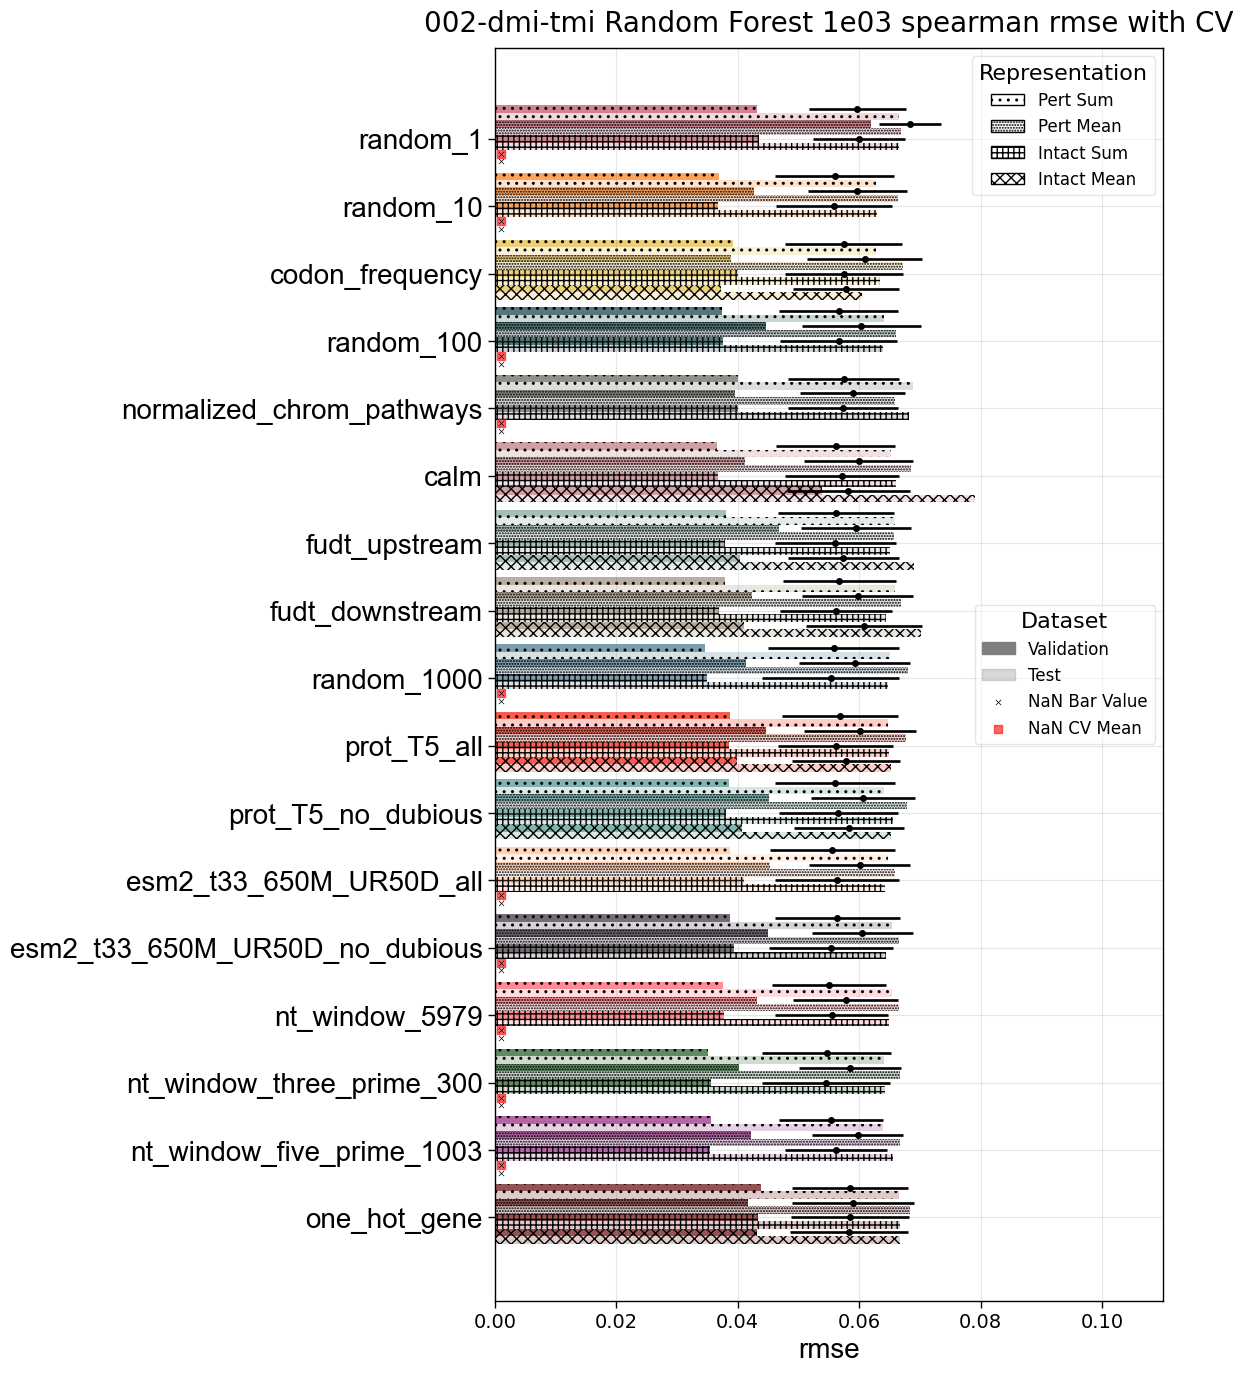 002-dmi-tmi Random Forest 1e03 spearman rmse with CV
Representation
Pert Sum
Pert Mean
Intact Sum
Intact Mean
random_1
random_10
codon_frequency
random_100
normalized_chrom_pathways
calm
fudt_upstream
fudt_downstream
random_1000
prot_T5_all
prot_T5_no_dubious
esm2_t33_650M_UR50D_all
esm2_t33_650M_UR50D_no_dubious
nt_window_5979
nt_window_three_prime_300
nt_window_five_prime_1003
one_hot_gene
Dataset
Validation
Test
NaN Bar Value
NaN CV Mean
0.00 0.02 0.04 0.06 0.08 0.10
rmse